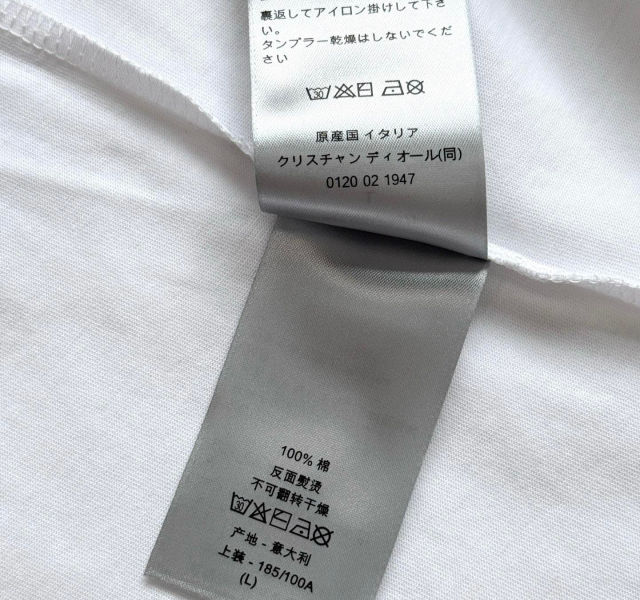 裏返してアイロン掛けして下さ
い。
タンブラー乾燥はしないでくだ
さい
30
原産国 イタリア
クリスチャン ディオール(同)
0120 02 1947
100% 棉
反面熨烫
不可翻转干燥
30
产地 - 意大利
上装 - 185/100A
(L)